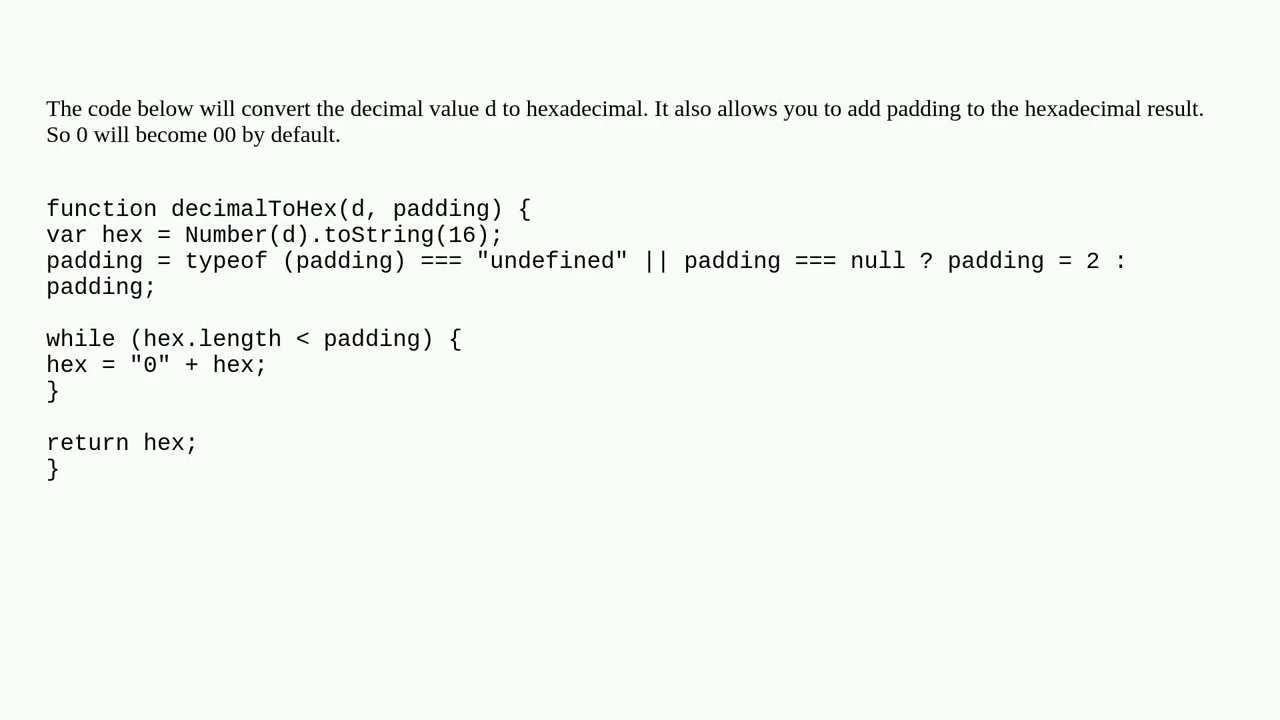 The code below will convert the decimal value d to hexadecimal. It also allows you to add padding to the hexadecimal result.
So 0 will become 00 by default.
function decimalToHex(d, padding) {
var hex = Number(d).toString(16);
padding = typeof (padding) === "undefined" || padding === null ? padding = 2 :
padding;
while (hex.length < padding) {
hex = "0" + hex;
}
return hex;
}